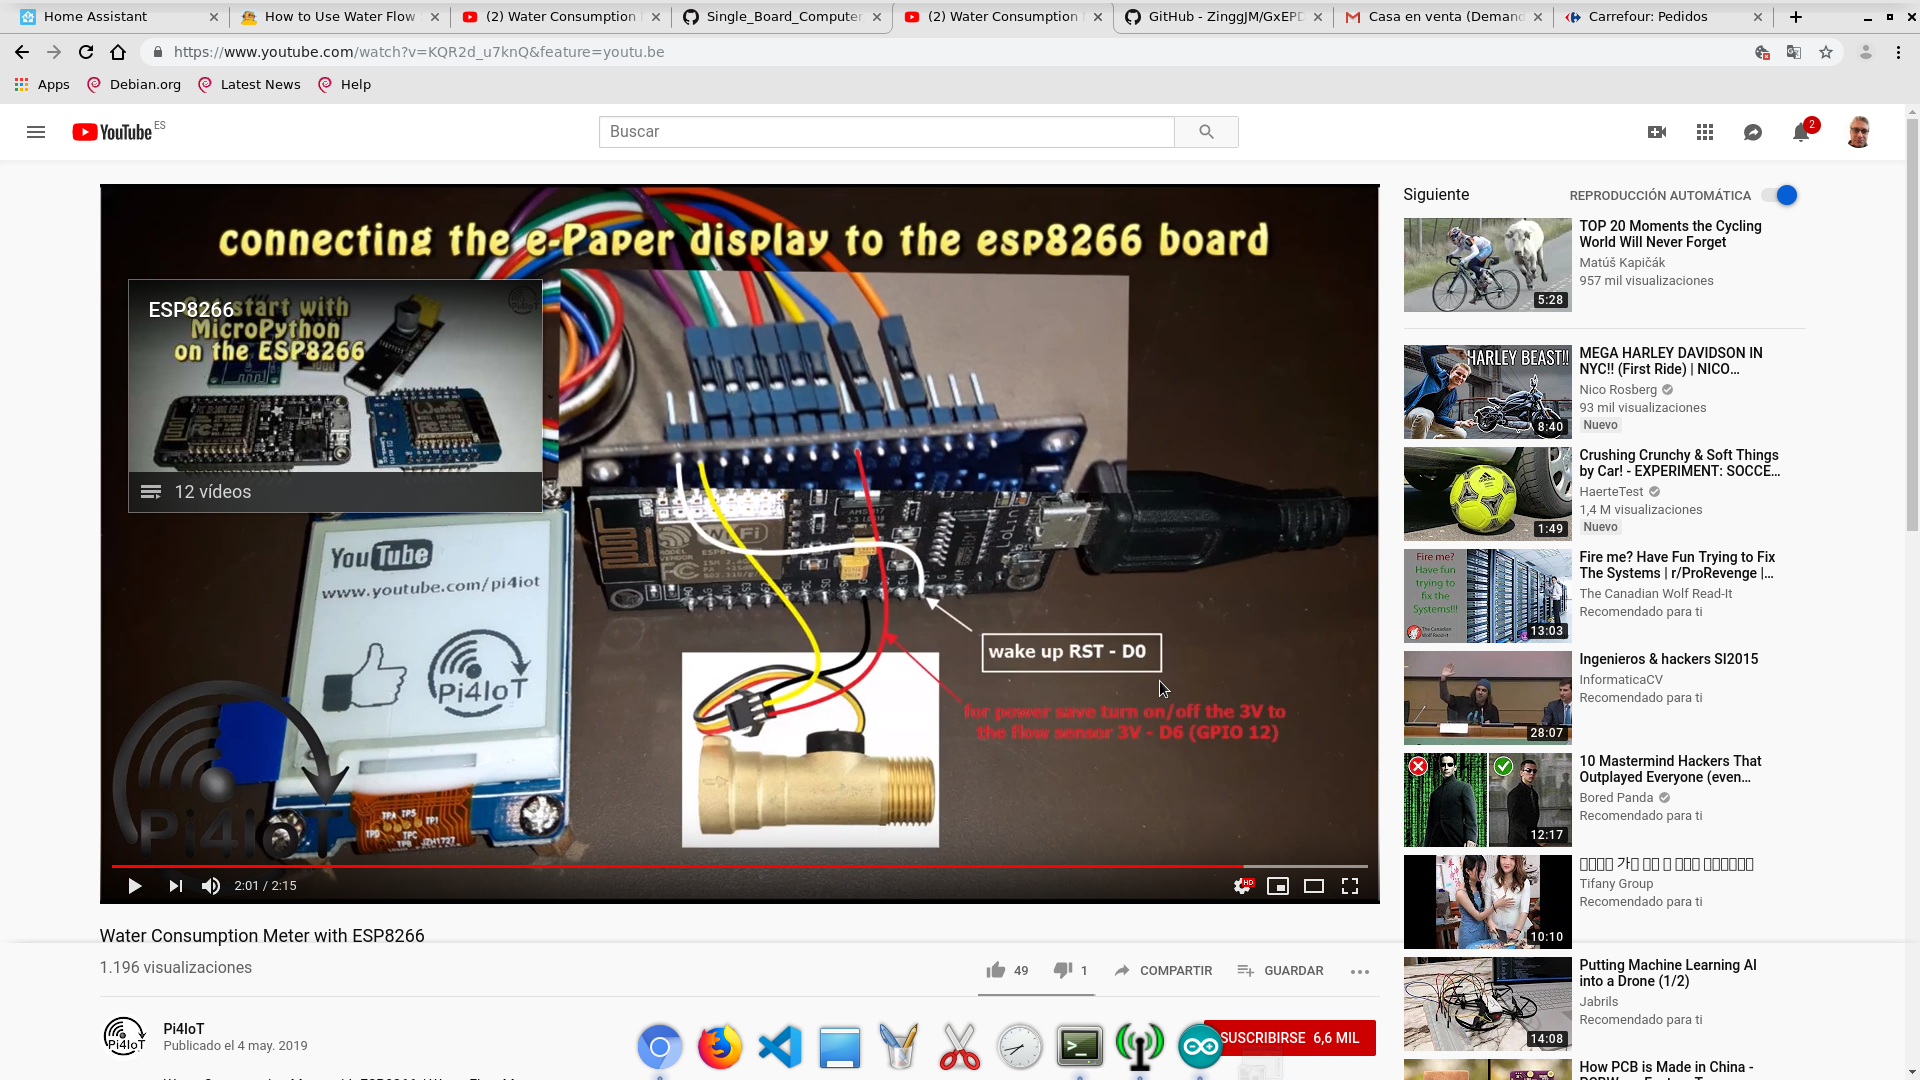 Home Assistant
How to Use Water Flow
(2) Water Consumption
Single_Board_Computer
(2) Water Consumption
GitHub - ZinggJM/GxEPD
Casa en venta (Demand
Carrefour: Pedidos
https://www.youtube.com/watch?v=KQR2d_u7knQ&feature=youtu.be
Apps
Debian.org
Latest News
Help
YouTube ES
Buscar
2
connecting the e-Paper display to the esp8266 board
ESP8266
start with
MicroPython
on the ESP8266
12 vídeos
YouTube
www.youtube.com/pi4iot
Pi4IoT
LoLin
wake up RST - D0
for power save turn on/off the 3V to
the flow sensor 3V - D6 (GPIO 12)
Pi4IoT
2:01 / 2:15
HD
Water Consumption Meter with ESP8266
1.196 visualizaciones
49
1
COMPARTIR
GUARDAR
Pi4IoT
Pi4IoT
Publicado el 4 may. 2019
SUSCRIBIRSE 6,6 MIL
Siguiente
REPRODUCCIÓN AUTOMÁTICA
5:28
TOP 20 Moments the Cycling
World Will Never Forget
Matúš Kapičák
957 mil visualizaciones
HARLEY BEAST!!
8:40
MEGA HARLEY DAVIDSON IN
NYC!! (First Ride) | NICO...
Nico Rosberg
93 mil visualizaciones
Nuevo
1:49
Crushing Crunchy & Soft Things
by Car! - EXPERIMENT: SOCCE...
HaerteTest
1,4 M visualizaciones
Nuevo
Fire me?
Have fun
trying to
fix the
Systems!!!
13:03
Fire me? Have Fun Trying to Fix
The Systems | r/ProRevenge |...
The Canadian Wolf Read-It
Recomendado para ti
28:07
Ingenieros & hackers SI2015
InformaticaCV
Recomendado para ti
12:17
10 Mastermind Hackers That
Outplayed Everyone (even...
Bored Panda
Recomendado para ti
10:10
Tifany Group
Recomendado para ti
14:08
Putting Machine Learning AI
into a Drone (1/2)
Jabrils
Recomendado para ti
How PCB is Made in China -